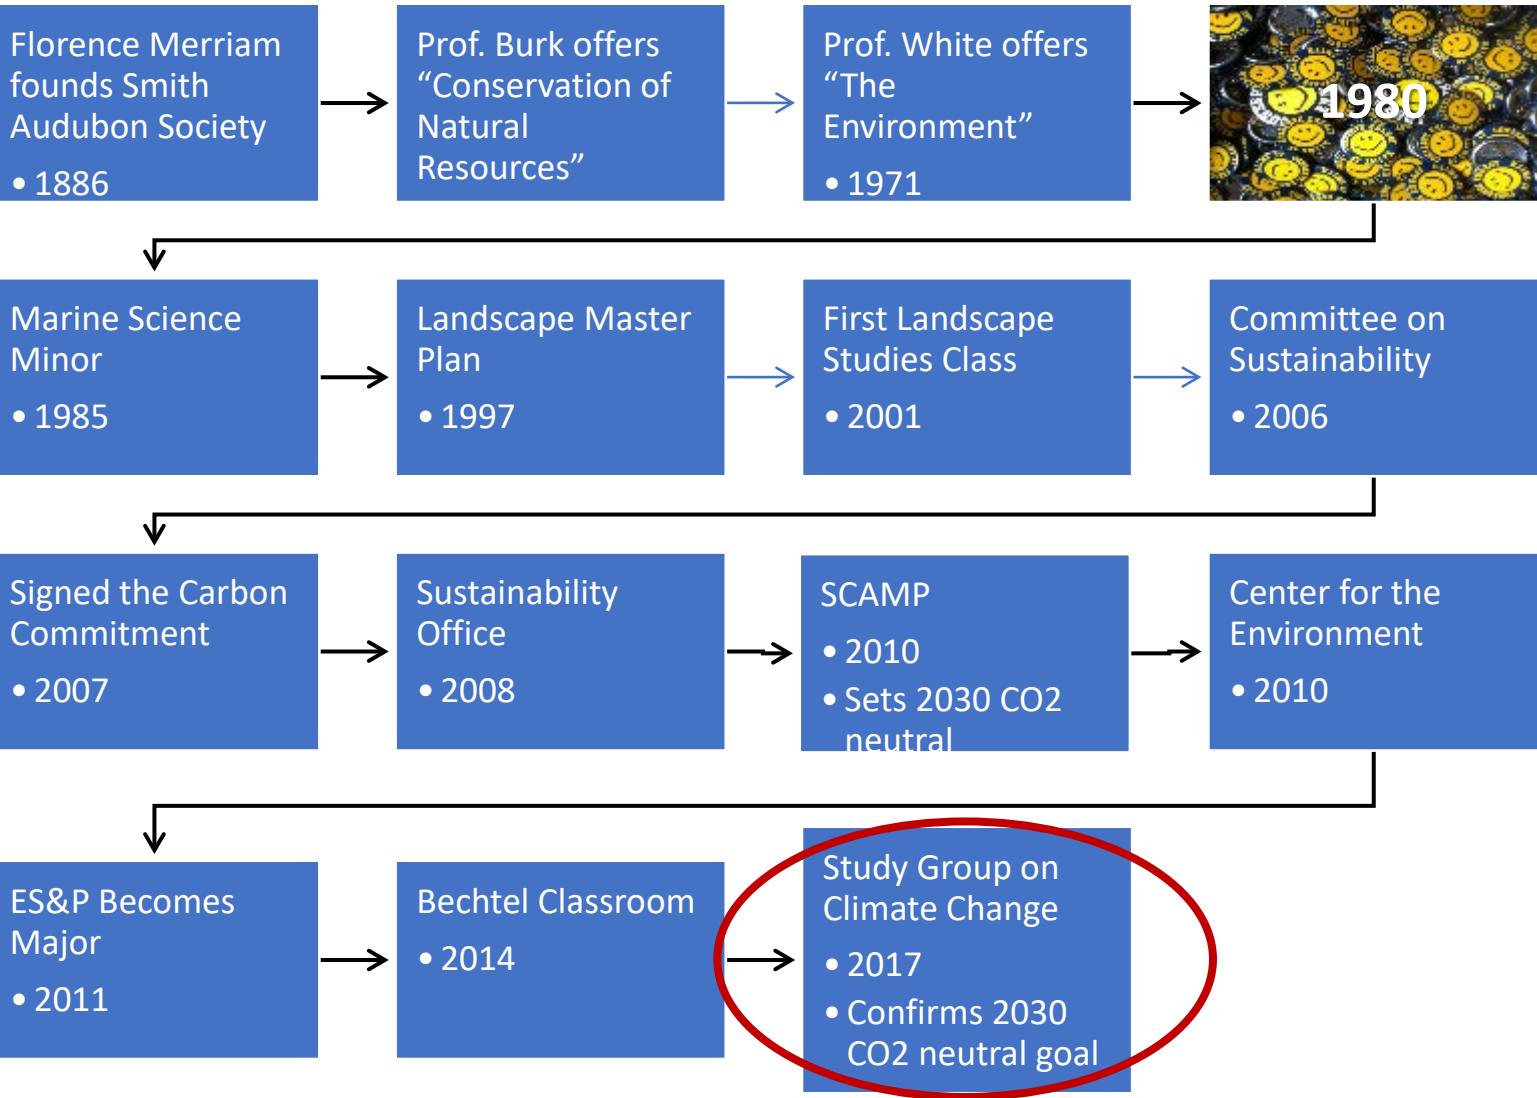 Florence Merriam
founds Smith
Audubon Society
• 1886
Prof. Burk offers
“Conservation of
Natural
Resources”
Prof. White offers
“The
Environment”
• 1971
1980
Marine Science
Minor
• 1985
Landscape Master
Plan
• 1997
First Landscape
Studies Class
• 2001
Committee on
Sustainability
• 2006
Signed the Carbon
Commitment
• 2007
Sustainability
Office
• 2008
SCAMP
• 2010
• Sets 2030 CO2
neutral
Center for the
Environment
• 2010
ES&P Becomes
Major
• 2011
Bechtel Classroom
• 2014
Study Group on
Climate Change
• 2017
• Confirms 2030
CO2 neutral goal